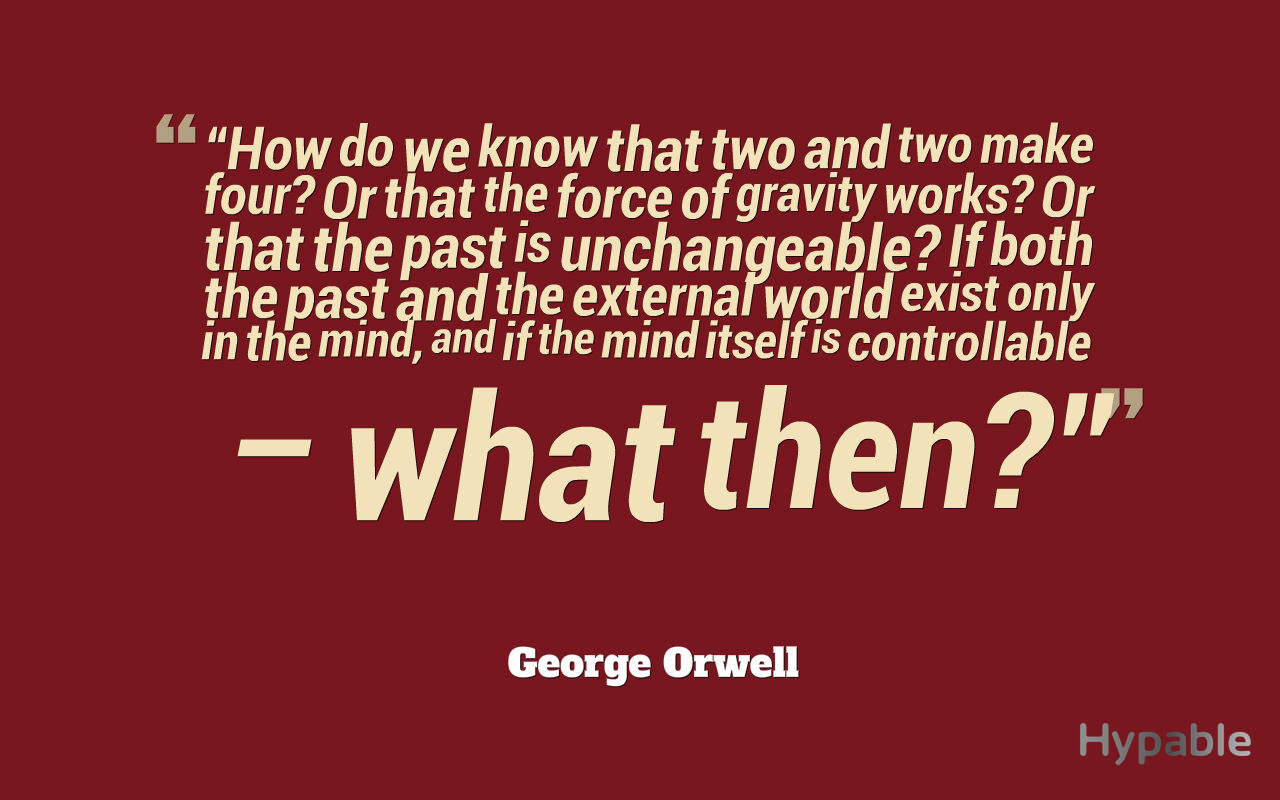 “ “How do we know that two and two make
four? Or that the force of gravity works? Or
that the past is unchangeable? If both
the past and the external world exist only
in the mind, and if the mind itself is controllable
– what then?” ”
George Orwell
Hypable